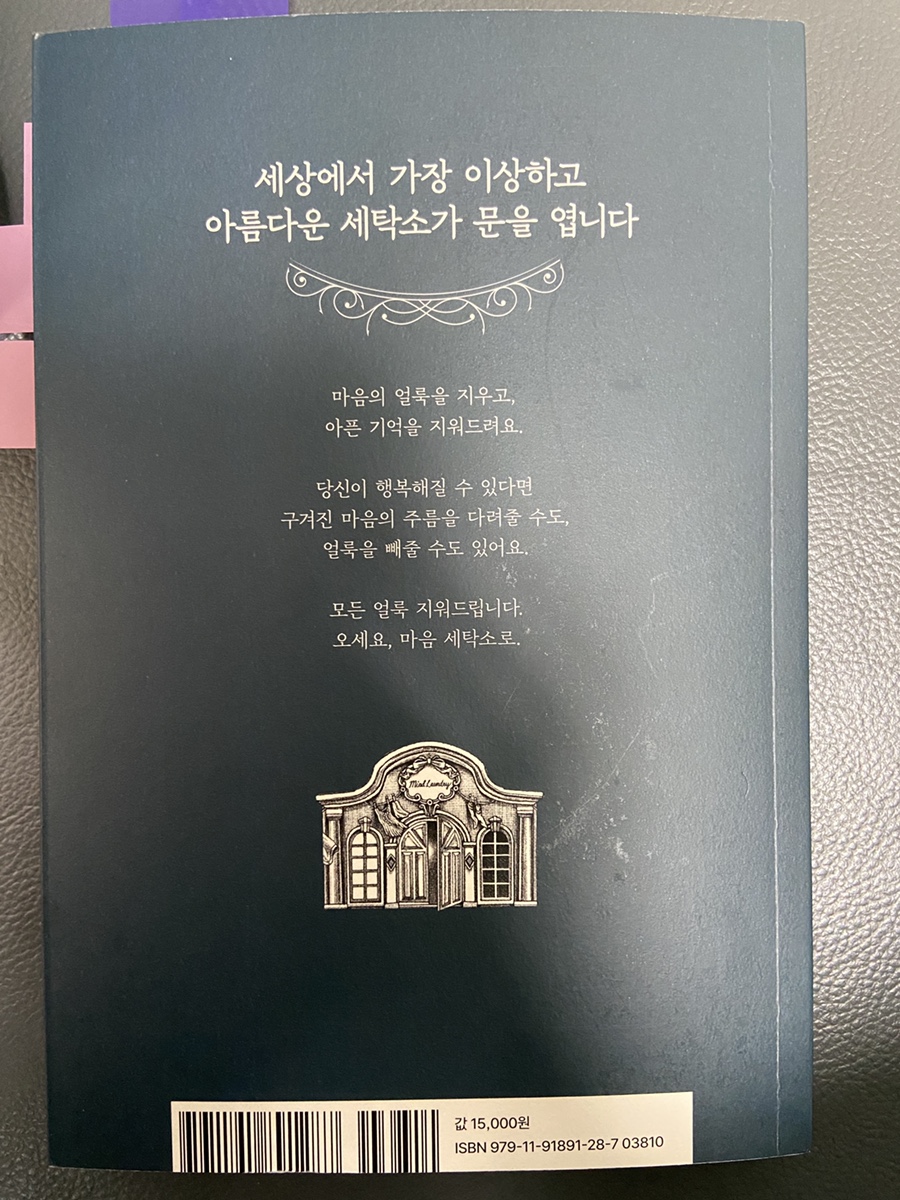 세상에서 가장 이상하고
아름다운 세탁소가 문을 엽니다
마음의 얼룩을 지우고,
아픈 기억을 지워드려요.
당신이 행복해질 수 있다면
구겨진 마음의 주름을 다려줄 수도,
얼룩을 빼줄 수도 있어요.
모든 얼룩 지워드립니다.
오세요, 마음 세탁소로.
Mind Laundry
값 15,000원
ISBN 979-11-91891-28-7 03810